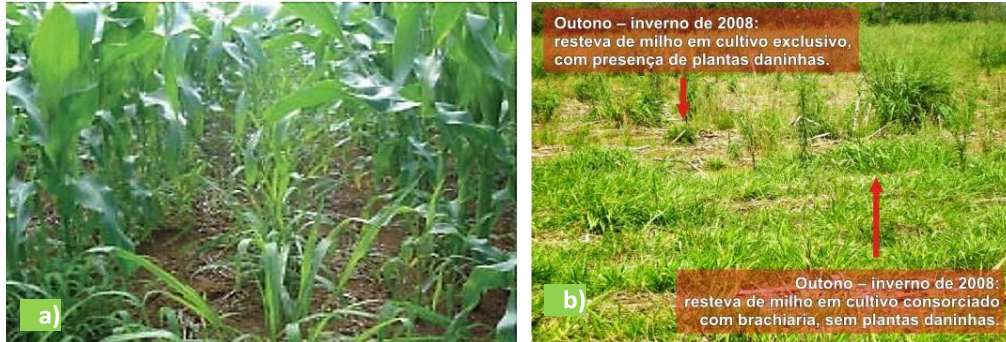 a)
Outono – inverno de 2008:
resteva de milho em cultivo exclusivo,
com presença de plantas daninhas.
b)
Outono – inverno de 2008:
resteva de milho em cultivo consorciado
com brachiaria, sem plantas daninhas.